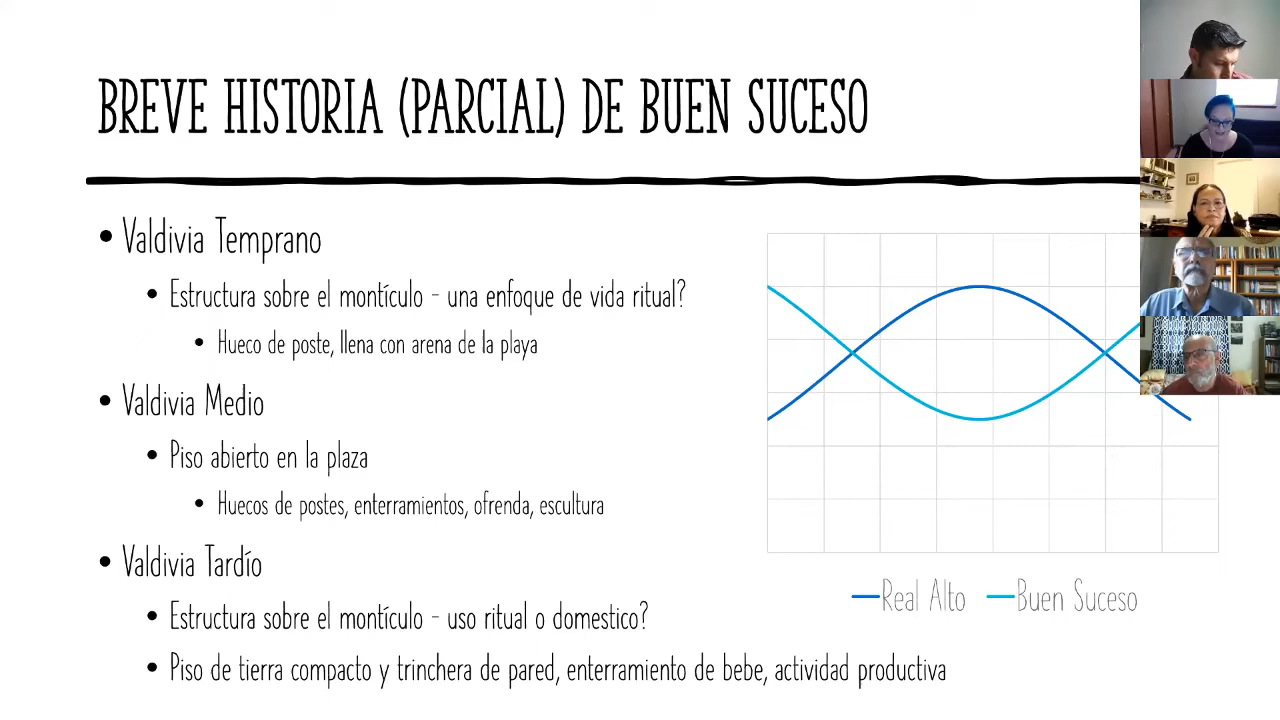 BREVE HISTORIA (PARCIAL) DE BUEN SUCESO
• Valdivia Temprano
• Estructura sobre el montículo - una enfoque de vida ritual?
• Hueco de poste, llena con arena de la playa
• Valdivia Medio
• Piso abierto en la plaza
• Huecos de postes, enterramientos, ofrenda, escultura
• Valdivia Tardío
• Estructura sobre el montículo - uso ritual o domestico?
• Piso de tierra compacto y trinchera de pared, enterramiento de bebe, actividad productiva
Real Alto Buen Suceso